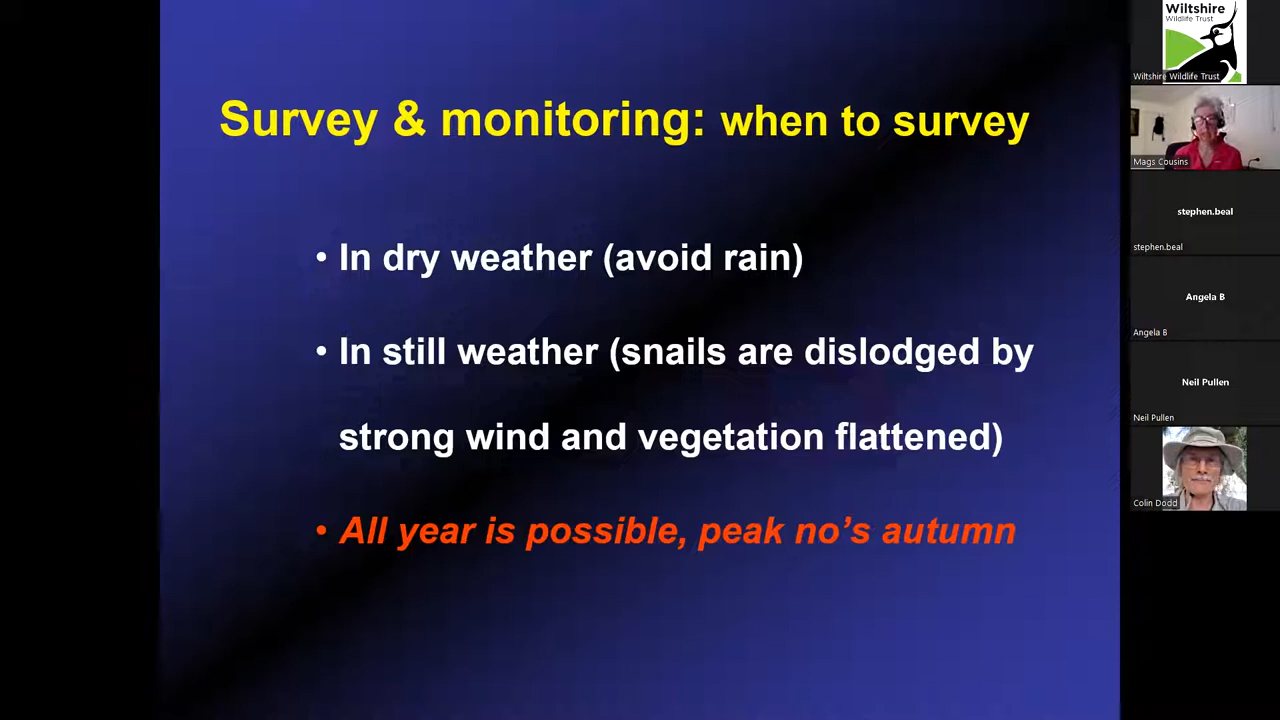 Survey & monitoring: when to survey
• In dry weather (avoid rain)
• In still weather (snails are dislodged by
strong wind and vegetation flattened)
• All year is possible, peak no’s autumn
Wiltshire
Wildlife Trust
Wiltshire Wildlife Trust
Mags Cousins
stephen.beal
stephen.beal
Angela B
Angela B
Neil Pullen
Neil Pullen
Colin Dodd